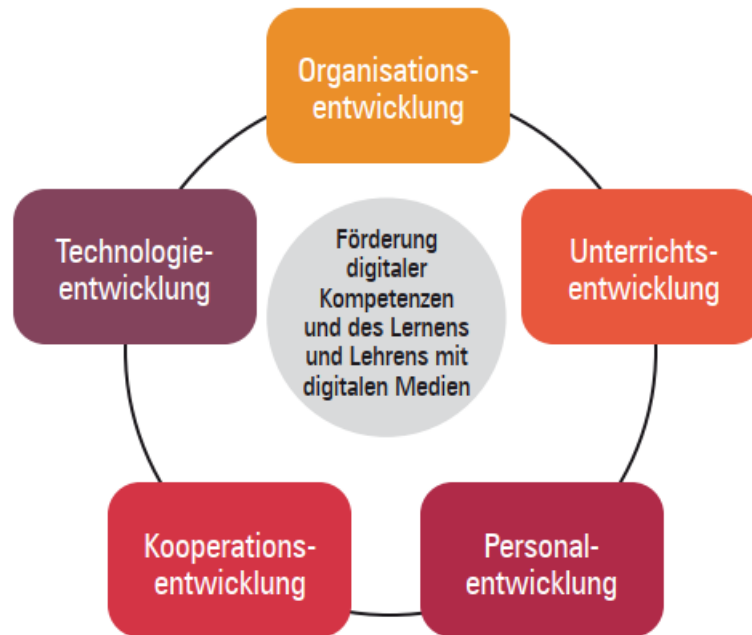 Organisations-
entwicklung
Technologie-
entwicklung
Förderung
digitaler
Kompetenzen
und des Lernens
und Lehrens mit
digitalen Medien
Unterrichts-
entwicklung
Kooperations-
entwicklung
Personal-
entwicklung